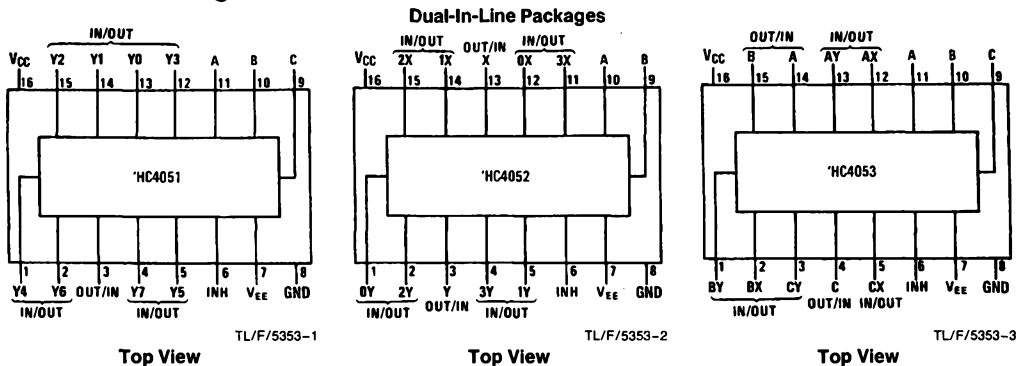 Dual-In-Line Packages
IN/OUT
VCC Y2 Y1 Y0 Y3 A B C
16 15 14 13 12 11 10 9
'HC4051
1 2 3 4 5 6 7 8
Y4 Y6 OUT/IN Y7 Y5 INH VEE GND
IN/OUT IN/OUT
TL/F/5353-1
Top View
IN/OUT OUT/IN IN/OUT
VCC 2X 1X X 0X 3X A B
16 15 14 13 12 11 10 9
'HC4052
1 2 3 4 5 6 7 8
0Y 2Y Y 3Y 1Y INH VEE GND
IN/OUT OUT/IN IN/OUT
TL/F/5353-2
Top View
OUT/IN IN/OUT
VCC B A AY AX A B C
16 15 14 13 12 11 10 9
'HC4053
1 2 3 4 5 6 7 8
BY BX CY C CX INH VEE GND
IN/OUT OUT/IN IN/OUT
TL/F/5353-3
Top View